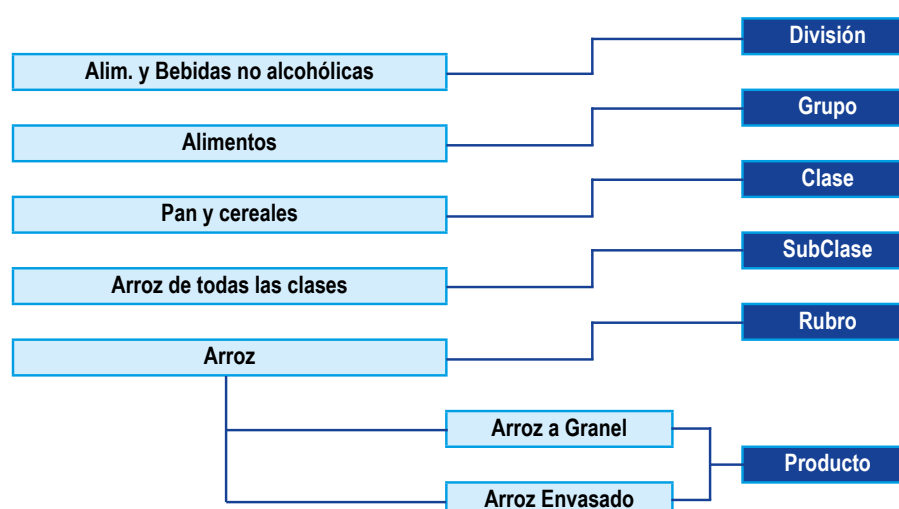 División
Alim. y Bebidas no alcohólicas
Grupo
Alimentos
Clase
Pan y cereales
SubClase
Arroz de todas las clases
Rubro
Arroz
Arroz a Granel
Producto
Arroz Envasado